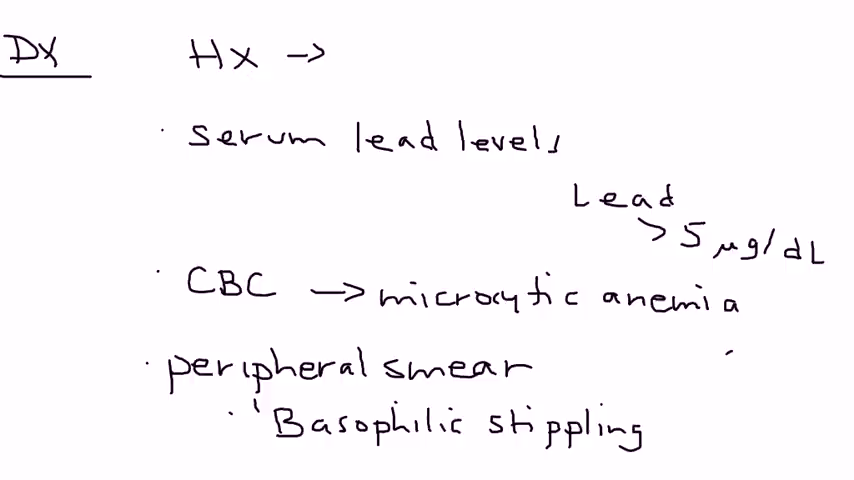 DX Hx →
· serum lead levels
Lead
> 5 μg/dL
· CBC → microcytic anemia
· peripheral smear
· Basophilic stippling